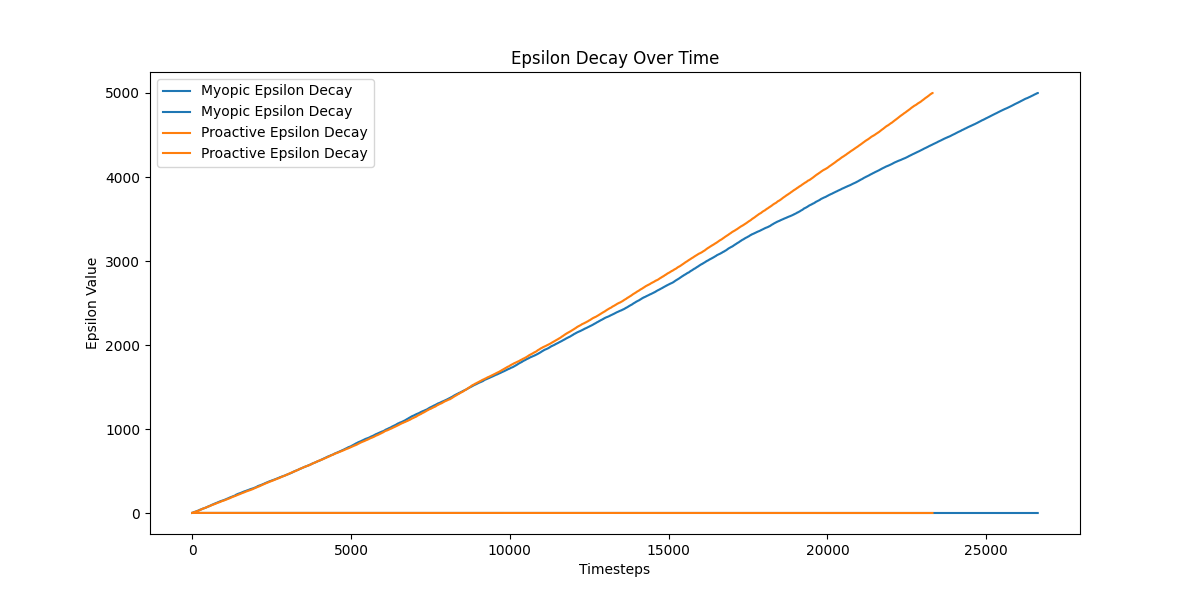 Epsilon Decay Over Time
Myopic Epsilon Decay
Myopic Epsilon Decay
Proactive Epsilon Decay
Proactive Epsilon Decay
5000
4000
3000
2000
1000
0
Epsilon Value
0 5000 10000 15000 20000 25000
Timesteps